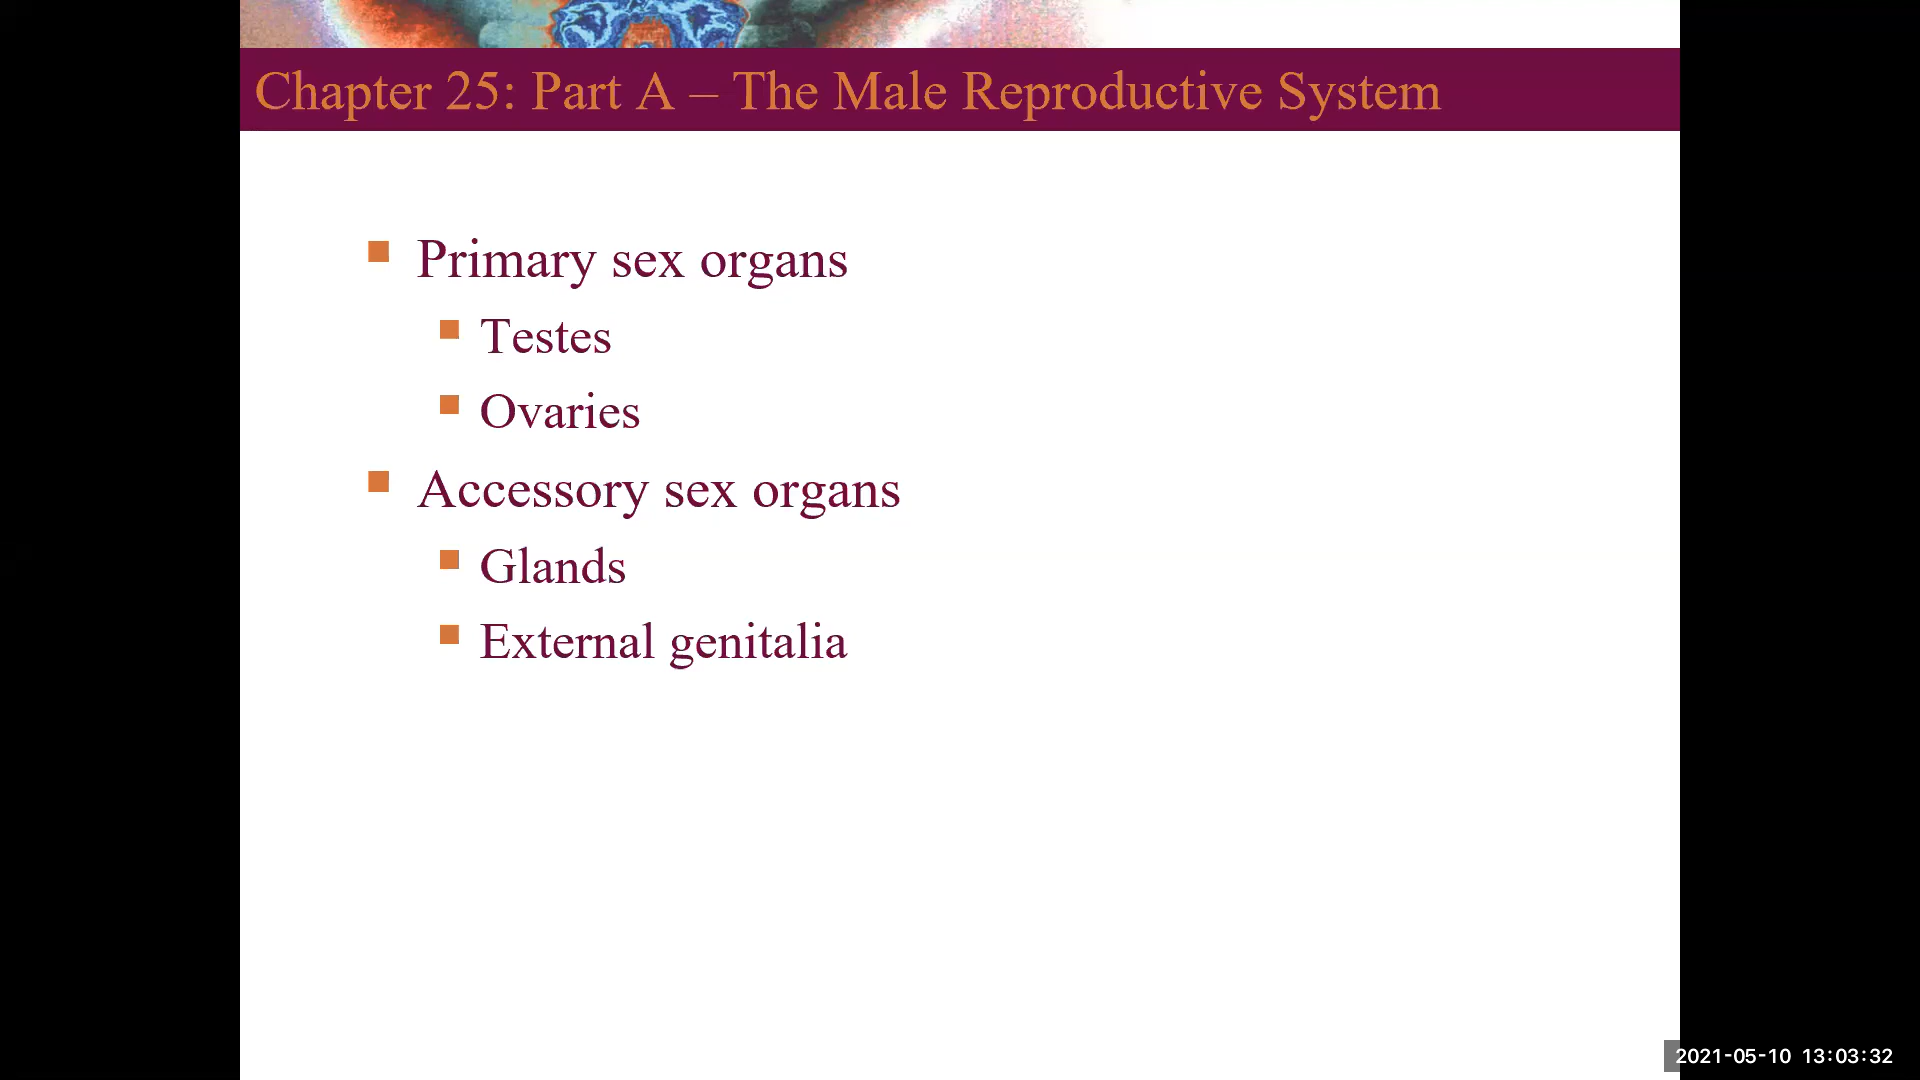 Chapter 25: Part A – The Male Reproductive System
Primary sex organs
Testes
Ovaries
Accessory sex organs
Glands
External genitalia
2021-05-10 13:03:32